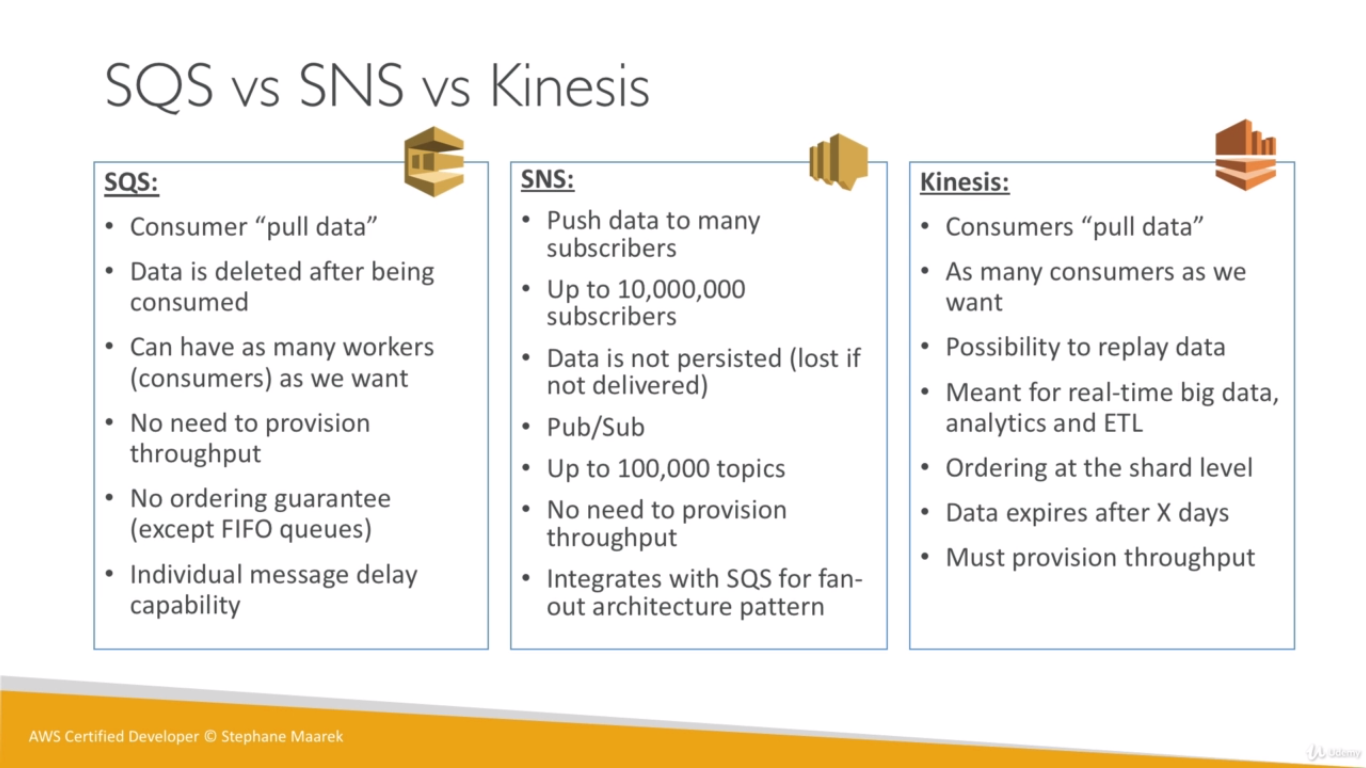 SQS vs SNS vs Kinesis
SQS:
• Consumer “pull data”
• Data is deleted after being
consumed
• Can have as many workers
(consumers) as we want
• No need to provision
throughput
• No ordering guarantee
(except FIFO queues)
• Individual message delay
capability
SNS:
• Push data to many
subscribers
• Up to 10,000,000
subscribers
• Data is not persisted (lost if
not delivered)
• Pub/Sub
• Up to 100,000 topics
• No need to provision
throughput
• Integrates with SQS for fan-
out architecture pattern
Kinesis:
• Consumers “pull data”
• As many consumers as we
want
• Possibility to replay data
• Meant for real-time big data,
analytics and ETL
• Ordering at the shard level
• Data expires after X days
• Must provision throughput
AWS Certified Developer © Stephane Maarek
Udemy